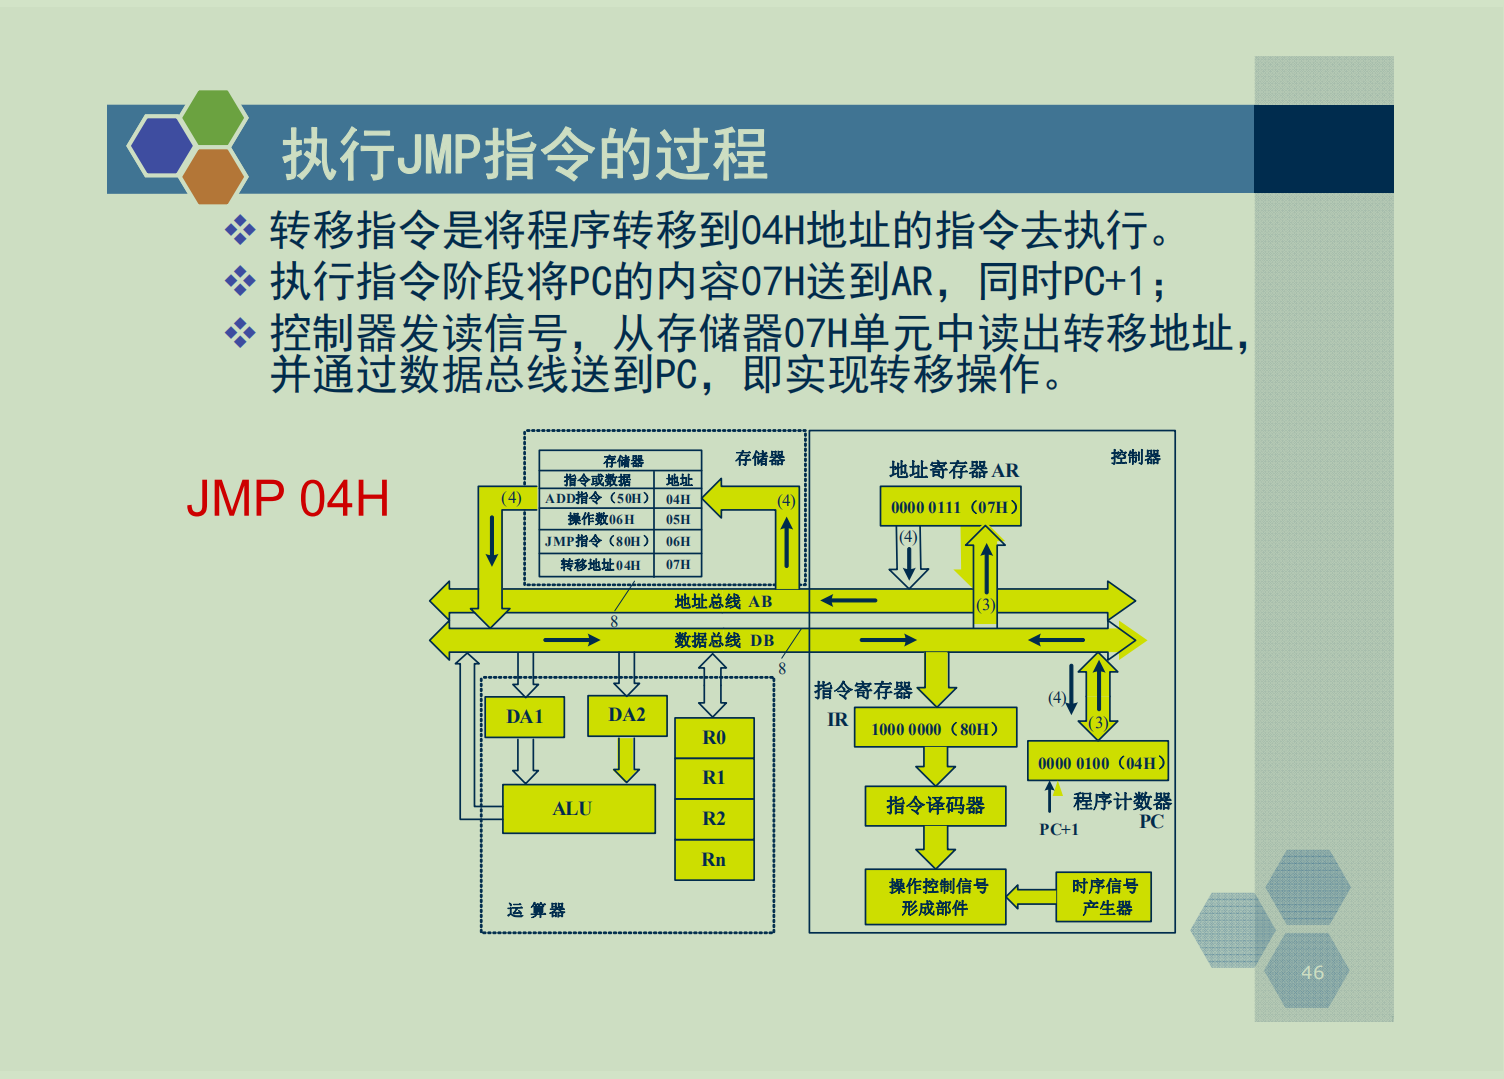 执行JMP指令的过程
转移指令是将程序转移到04H地址的指令去执行。
执行指令阶段将PC的内容07H送到AR，同时PC+1；
控制器发读信号，从存储器07H单元中读出转移地址，
并通过数据总线送到PC，即实现转移操作。
JMP 04H
存储器
存储器
指令或数据 地址
ADD指令（50H） 04H
操作数06H 05H
JMP指令（80H） 06H
转移地址04H 07H
(4)
(4)
控制器
地址寄存器AR
0000 0111（07H）
(4)
(3)
地址总线 AB
8
数据总线 DB
8
DA1
DA2
ALU
R0
R1
R2
Rn
运 算器
指令寄存器
IR
1000 0000（80H）
指令译码器
操作控制信号
形成部件
时序信号
产生器
(4)
(3)
0000 0100（04H）
程序计数器
PC
PC+1
46